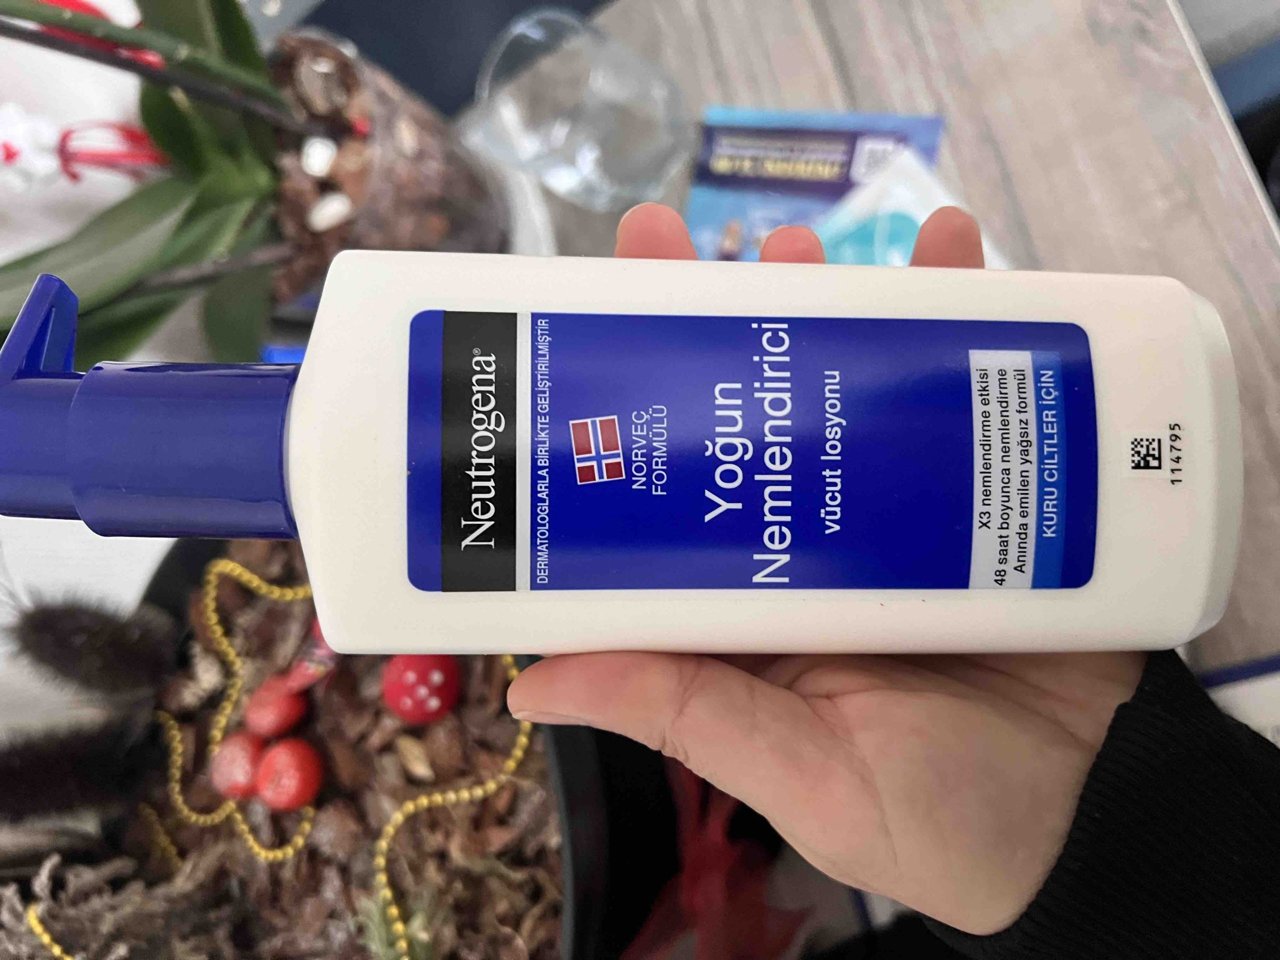 Neutrogena®
DERMATOLOGLARLA BİRLİKTE GELİŞTİRİLMİŞTİR
NORVEÇ
FORMÜLÜ
Yoğun
Nemlendirici
vücut losyonu
X3 nemlendirme etkisi
48 saat boyunca nemlendirme
Anında emilen yağsız formül
KURU CİLTLER İÇİN
114795